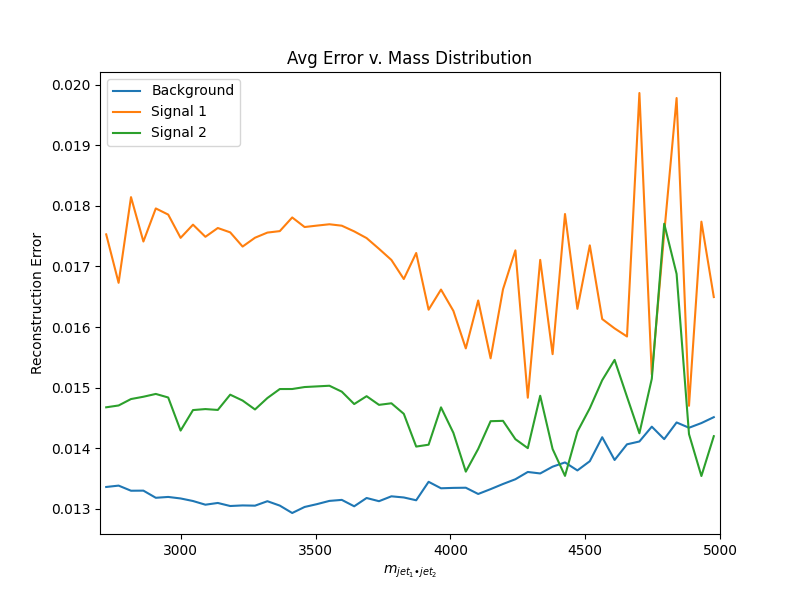 Avg Error v. Mass Distribution
Background
Signal 1
Signal 2
0.020
0.019
0.018
0.017
0.016
0.015
0.014
0.013
Reconstruction Error
3000 3500 4000 4500 5000
m_{jet_1•jet_2}